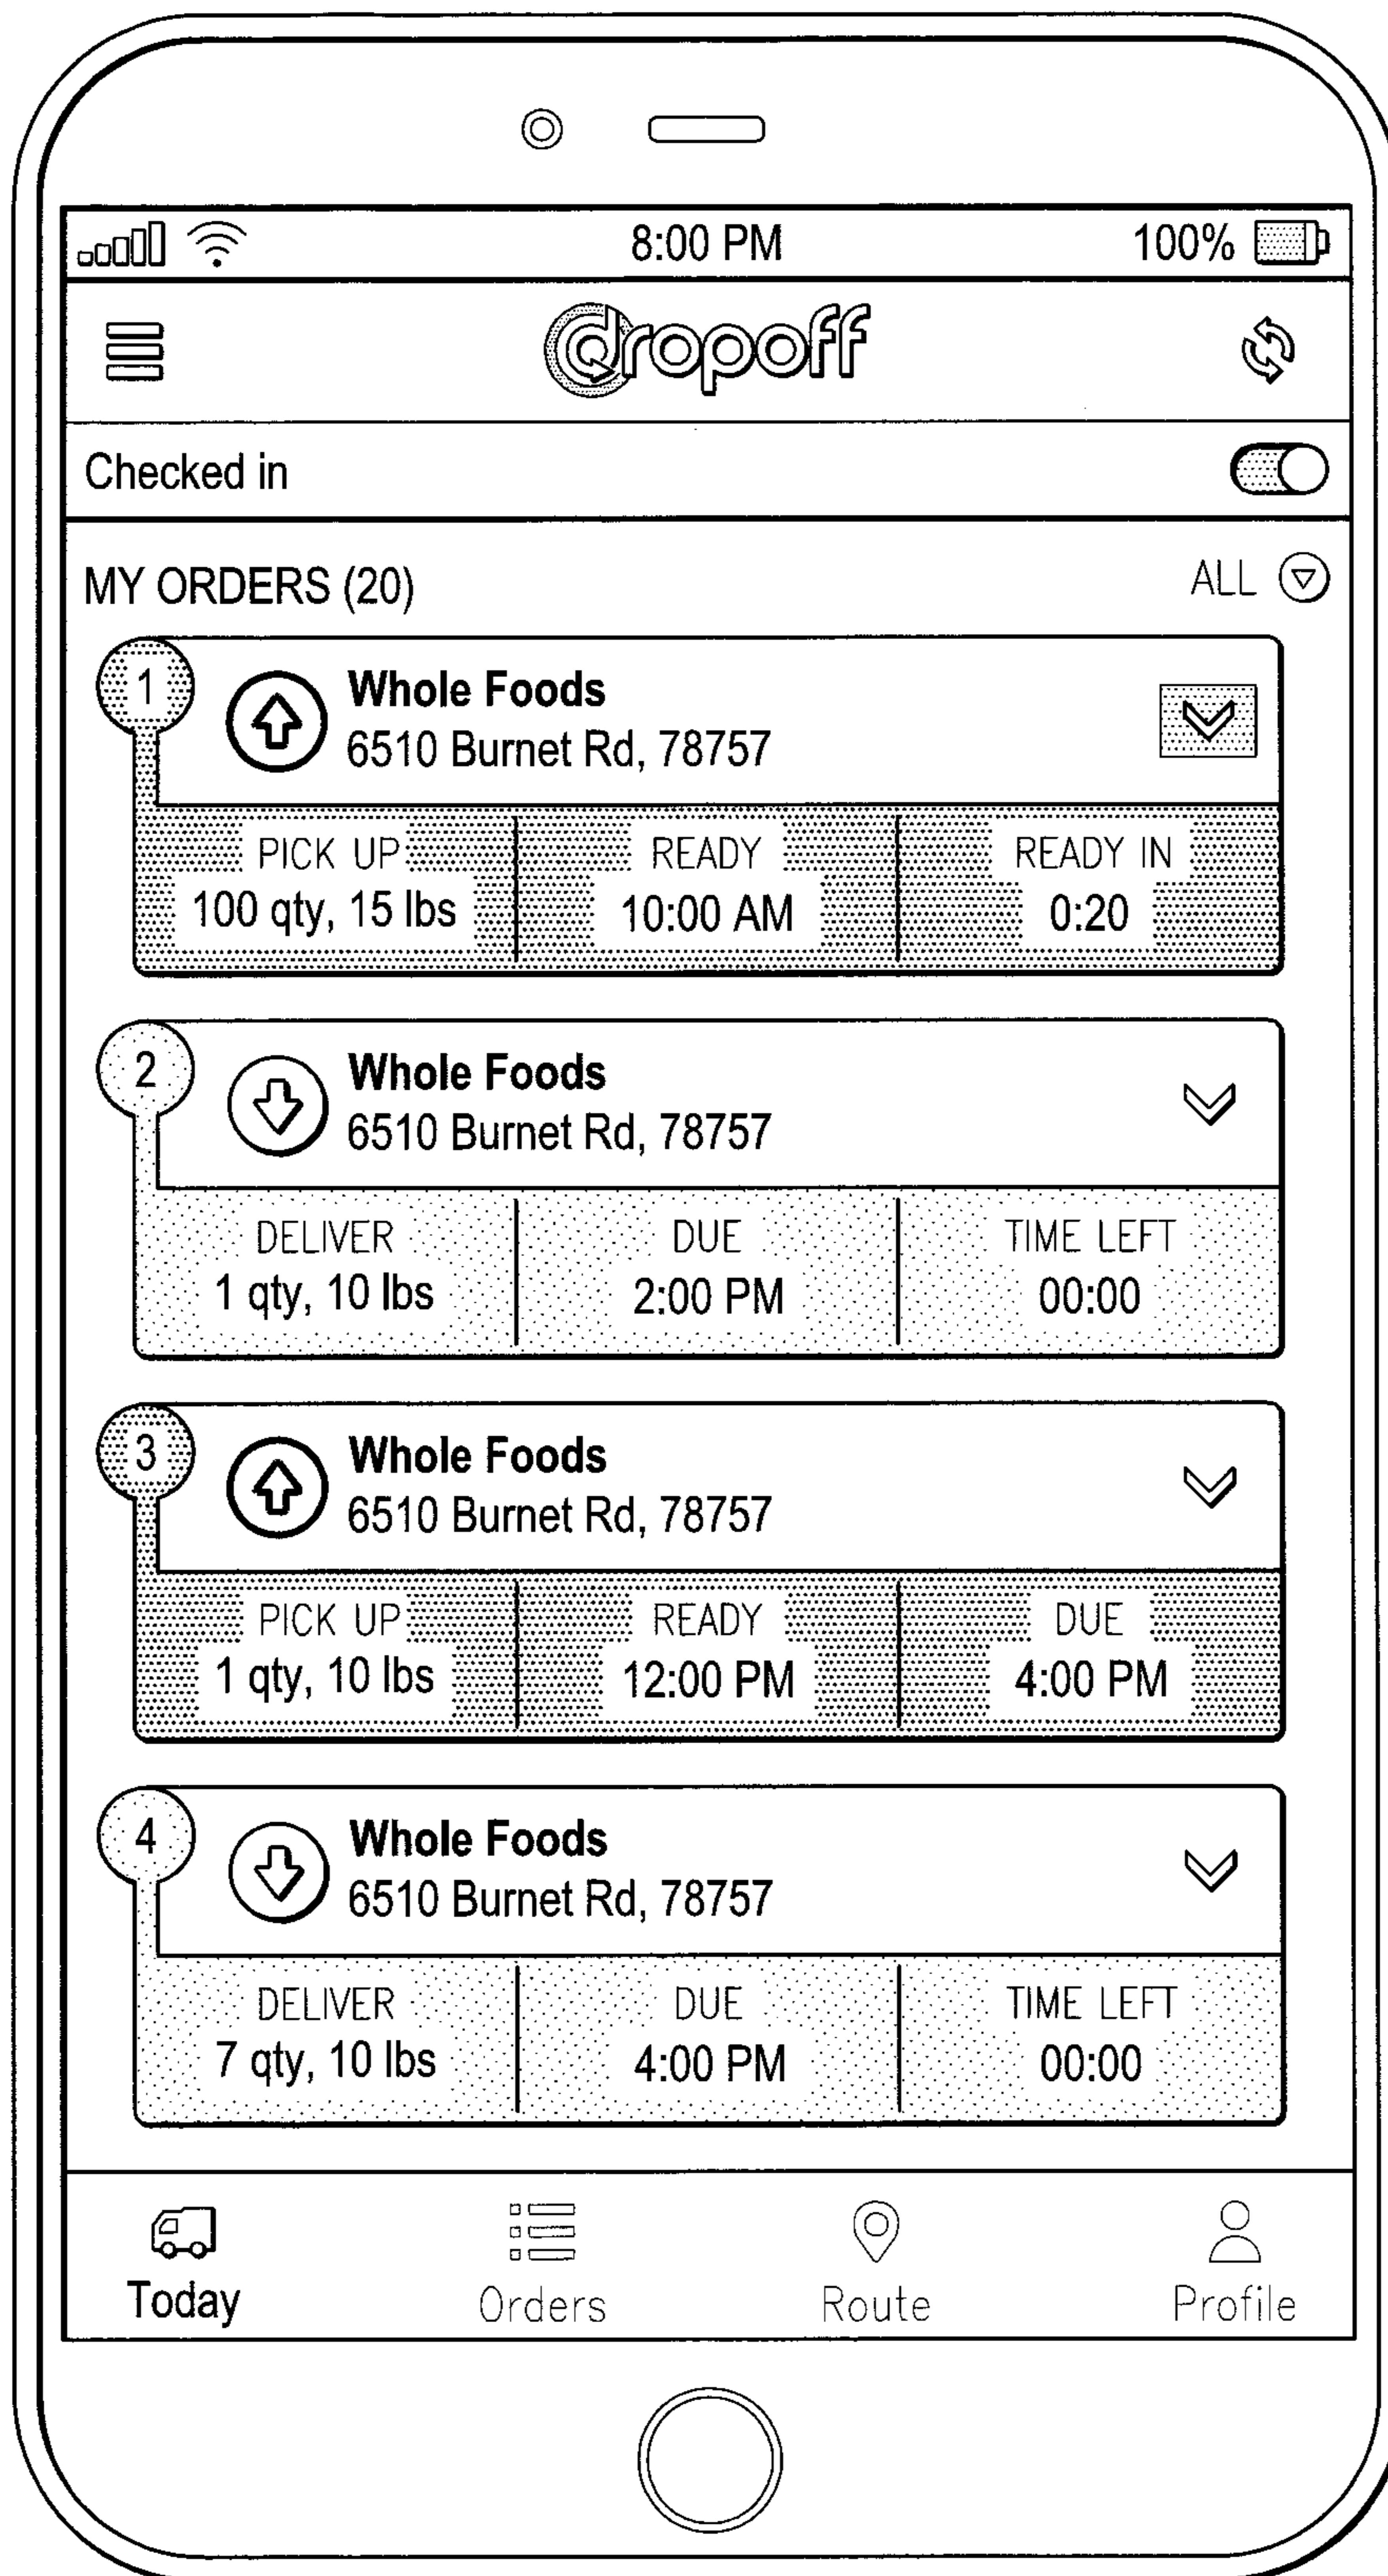 8:00 PM 100%
dropoff
Checked in
MY ORDERS (20) ALL
1
Whole Foods
6510 Burnet Rd, 78757
PICK UP READY READY IN
100 qty, 15 lbs 10:00 AM 0:20
2
Whole Foods
6510 Burnet Rd, 78757
DELIVER DUE TIME LEFT
1 qty, 10 lbs 2:00 PM 00:00
3
Whole Foods
6510 Burnet Rd, 78757
PICK UP READY DUE
1 qty, 10 lbs 12:00 PM 4:00 PM
4
Whole Foods
6510 Burnet Rd, 78757
DELIVER DUE TIME LEFT
7 qty, 10 lbs 4:00 PM 00:00
Today Orders Route Profile